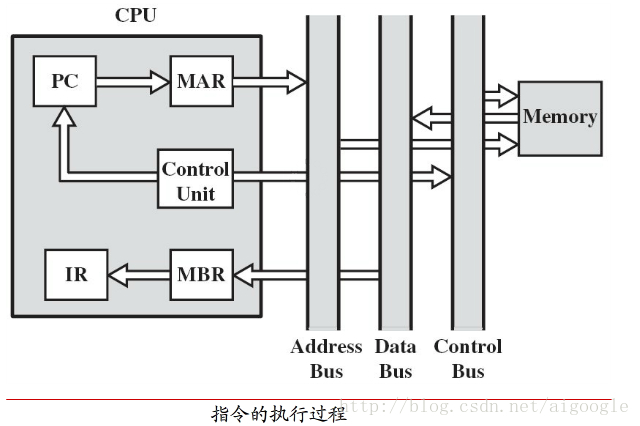 CPU
PC
MAR
Memory
Control
Unit
IR
MBR
Address Data Control
Bus Bus Bus
指令的执行过程
http://blog.csdn.net/aigoogle